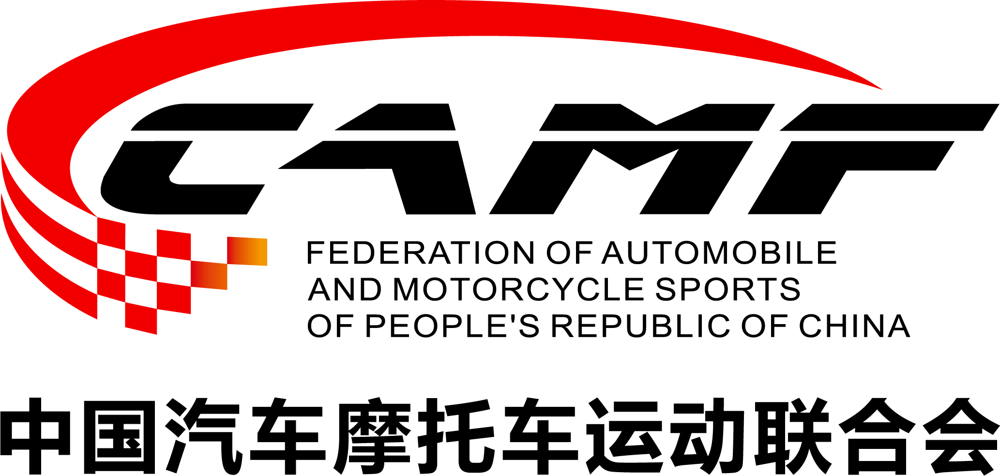 CAMF
FEDERATION OF AUTOMOBILE
AND MOTORCYCLE SPORTS
OF PEOPLE'S REPUBLIC OF CHINA
中国汽车摩托车运动联合会